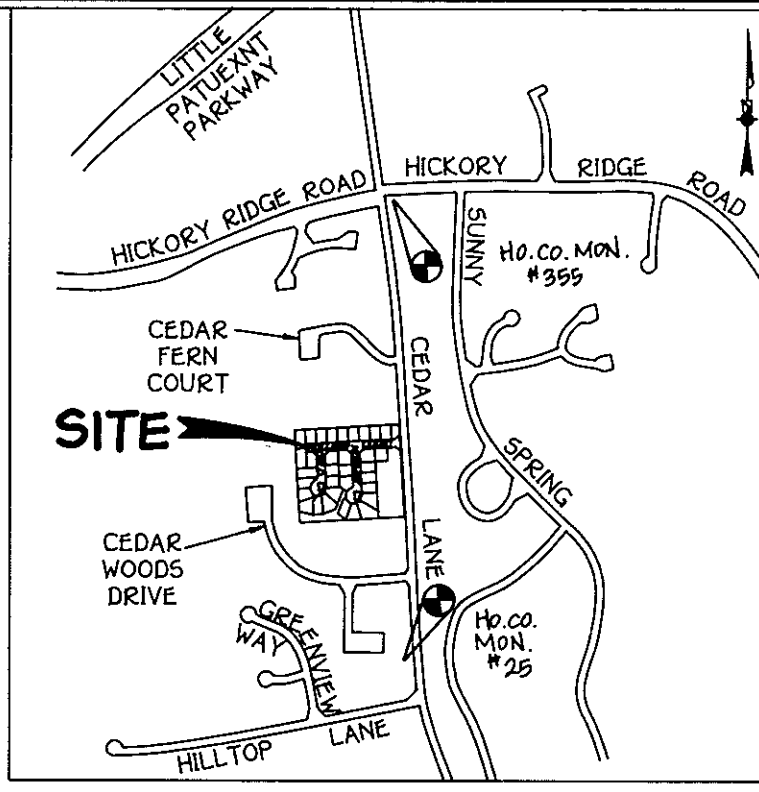 LITTLE
PATUEXNT
PARKWAY
HICKORY RIDGE ROAD
HICKORY RIDGE ROAD
N
SUNNY
HO.CO.MON.
#355
CEDAR
FERN
COURT
CEDAR
SITE
SPRING
CEDAR
WOODS
DRIVE
LANE
GREENVIEW
WAY
HO.CO.
MON.
#25
HILLTOP LANE